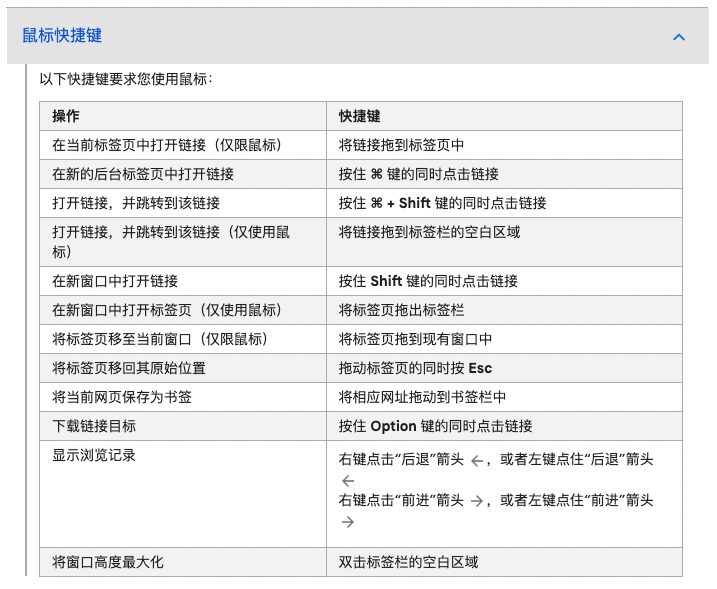 鼠标快捷键
以下快捷键要求您使用鼠标：
操作 快捷键
在当前标签页中打开链接（仅限鼠标） 将链接拖到标签页中
在新的后台标签页中打开链接 按住 ⌘ 键的同时点击链接
打开链接，并跳转到该链接 按住 ⌘ + Shift 键的同时点击链接
打开链接，并跳转到该链接（仅使用鼠 将链接拖到标签栏的空白区域
标）
在新窗口中打开链接 按住 Shift 键的同时点击链接
在新窗口中打开标签页（仅使用鼠标） 将标签页拖出标签栏
将标签页移至当前窗口（仅限鼠标） 将标签页拖到现有窗口中
将标签页移回其原始位置 拖动标签页的同时按 Esc
将当前网页保存为书签 将相应网址拖动到书签栏中
下载链接目标 按住 Option 键的同时点击链接
显示浏览记录 右键点击“后退”箭头 ←，或者左键点住“后退”箭头
←
右键点击“前进”箭头 →，或者左键点住“前进”箭头
→
将窗口高度最大化 双击标签栏的空白区域